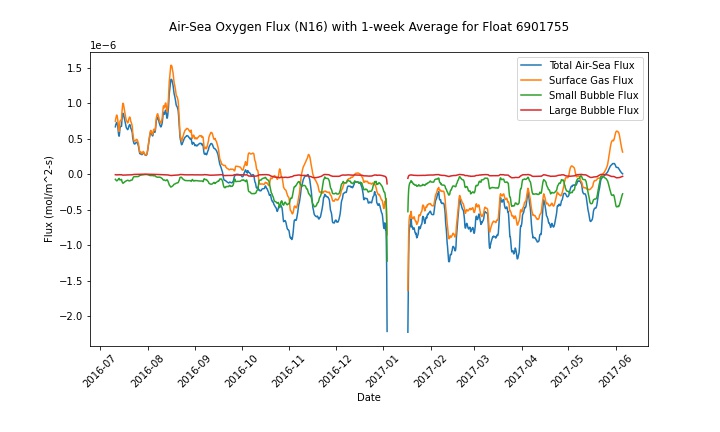 Air-Sea Oxygen Flux (N16) with 1-week Average for Float 6901755
1e−6
Total Air-Sea Flux
Surface Gas Flux
Small Bubble Flux
Large Bubble Flux
1.5
1.0
0.5
0.0
−0.5
−1.0
−1.5
−2.0
Flux (mol/m^2-s)
2016-07
2016-08
2016-09
2016-10
2016-11
2016-12
2017-01
2017-02
2017-03
2017-04
2017-05
2017-06
Date